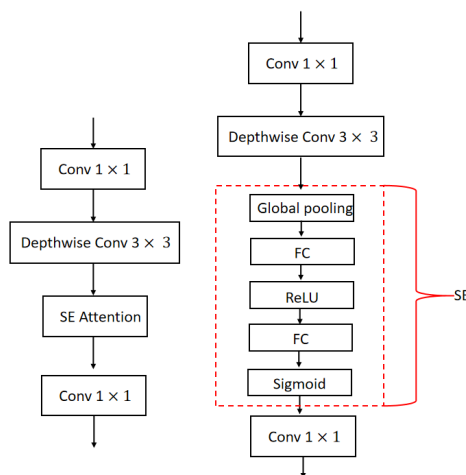 Conv 1 × 1
Depthwise Conv 3 × 3
SE Attention
Conv 1 × 1
Conv 1 × 1
Depthwise Conv 3 × 3
Global pooling
FC
ReLU
FC
Sigmoid
Conv 1 × 1
SE